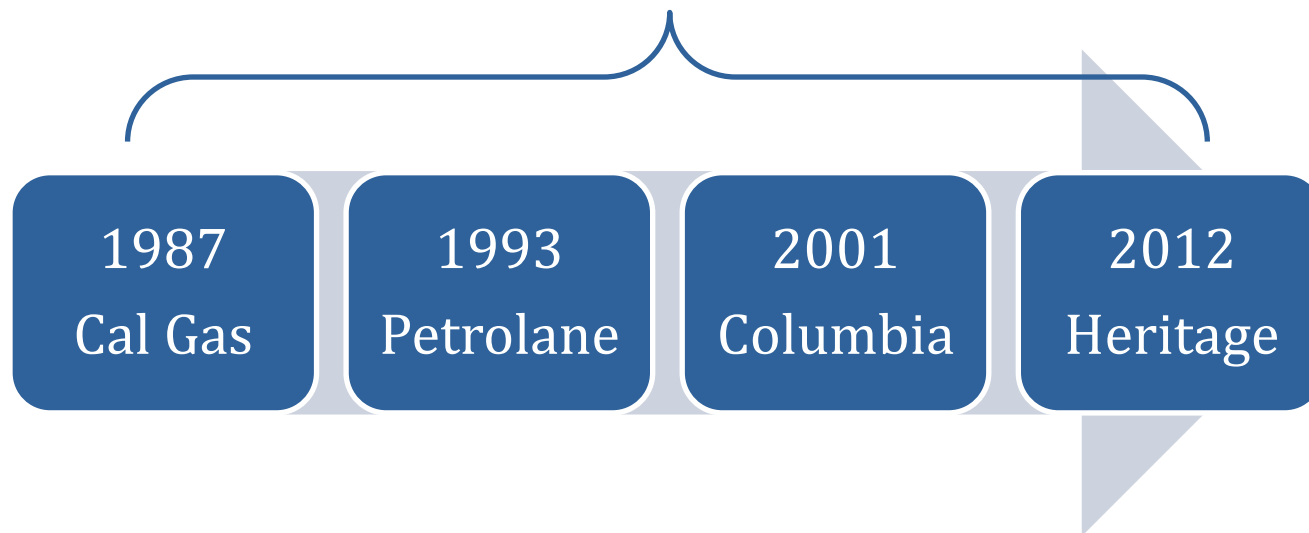 1987
Cal Gas
1993
Petrolane
2001
Columbia
2012
Heritage